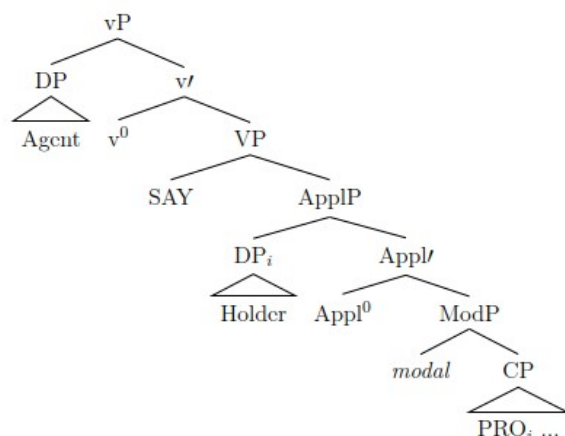 vP
DP v′
Agent v⁰ VP
SAY ApplP
DPᵢ Appl′
Holder Appl⁰ ModP
modal CP
PROᵢ ...